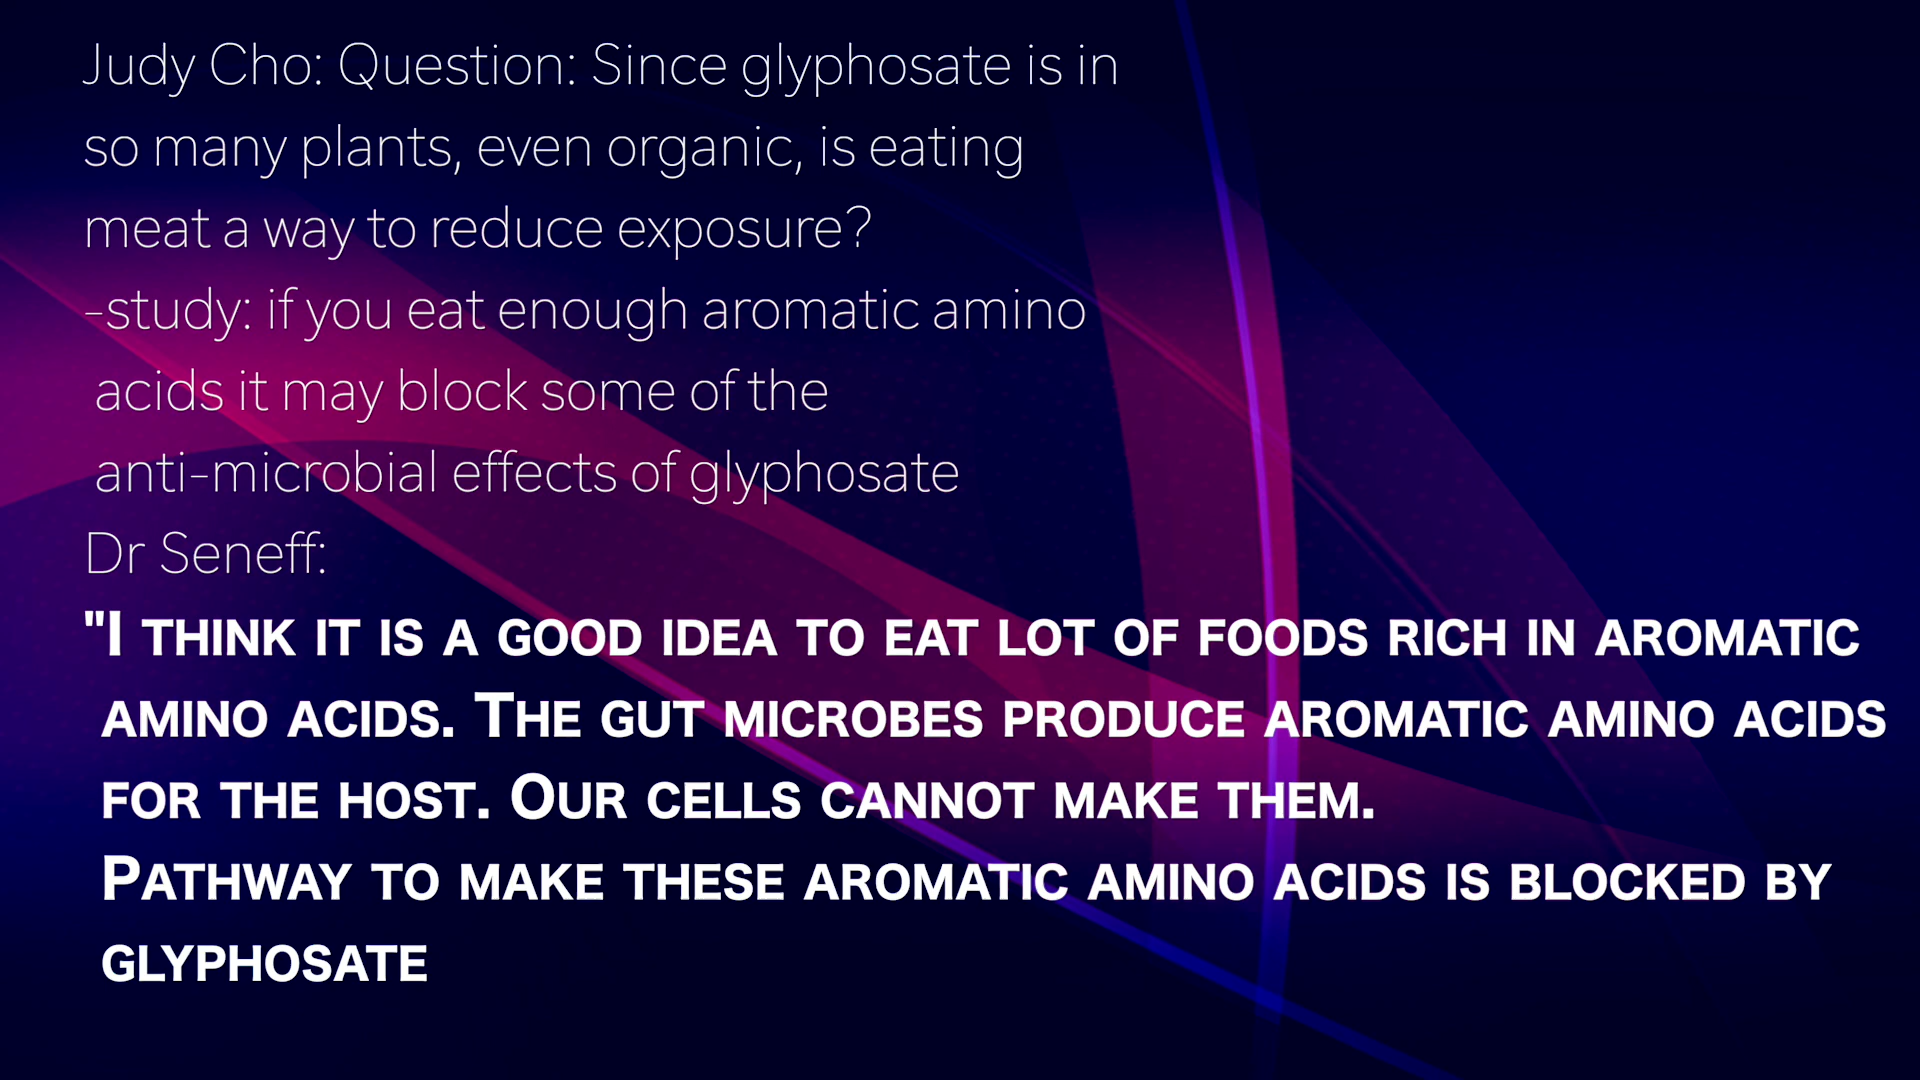 Judy Cho: Question: Since glyphosate is in
so many plants, even organic, is eating
meat a way to reduce exposure?
-study: if you eat enough aromatic amino
acids it may block some of the
anti-microbial effects of glyphosate
Dr Seneff:
"I THINK IT IS A GOOD IDEA TO EAT LOT OF FOODS RICH IN AROMATIC
AMINO ACIDS. THE GUT MICROBES PRODUCE AROMATIC AMINO ACIDS
FOR THE HOST. OUR CELLS CANNOT MAKE THEM.
PATHWAY TO MAKE THESE AROMATIC AMINO ACIDS IS BLOCKED BY
GLYPHOSATE